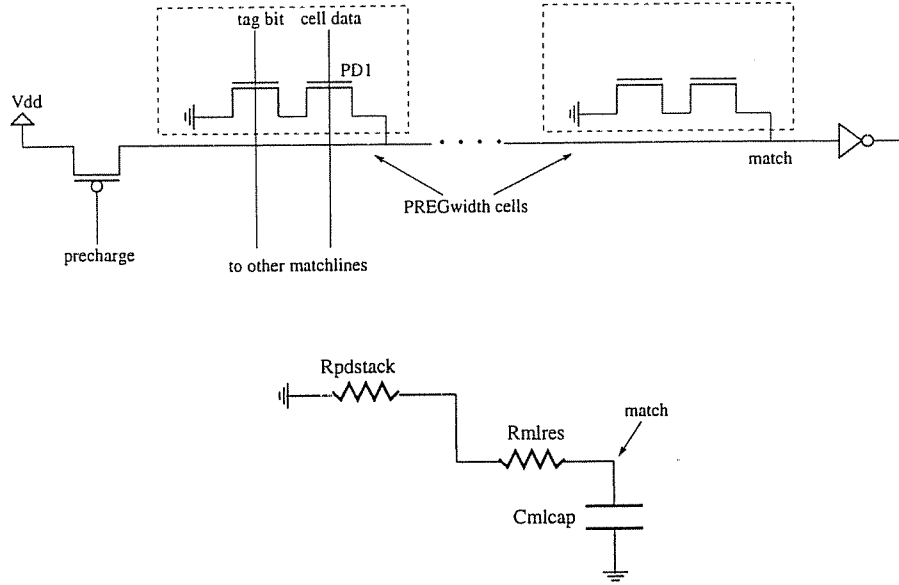 tag bit
cell data
PD1
Vdd
match
PREGwidth cells
precharge
to other matchlines
Rpdstack
match
Rmlres
Cmlcap